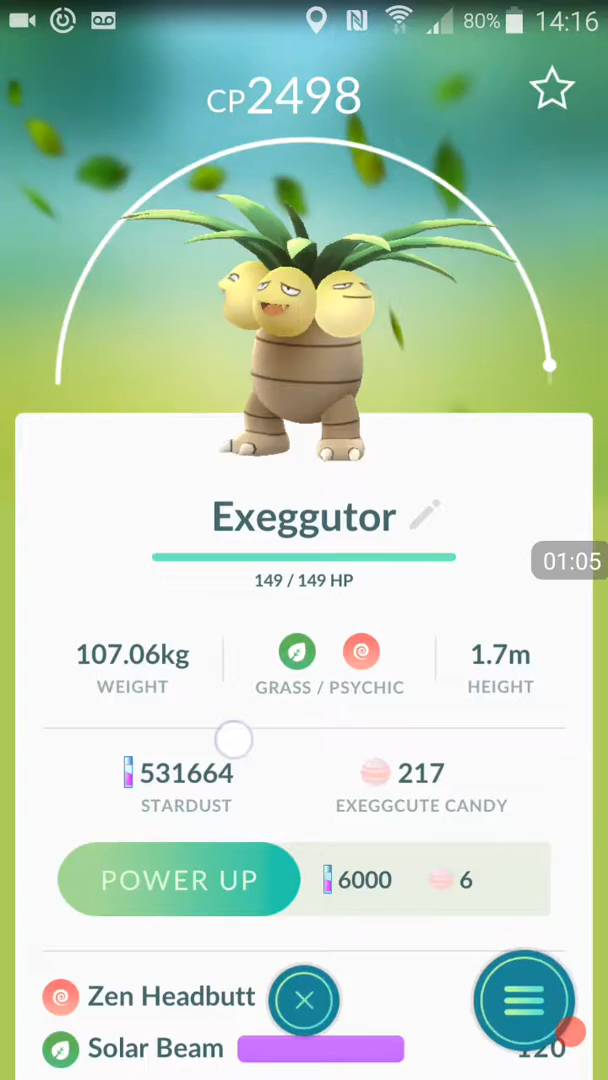 80% 14:16
CP2498
Exeggutor
149 / 149 HP
01:05
107.06kg
WEIGHT
GRASS / PSYCHIC
1.7m
HEIGHT
531664
STARDUST
217
EXEGGCUTE CANDY
POWER UP 6000 6
Zen Headbutt
Solar Beam 120